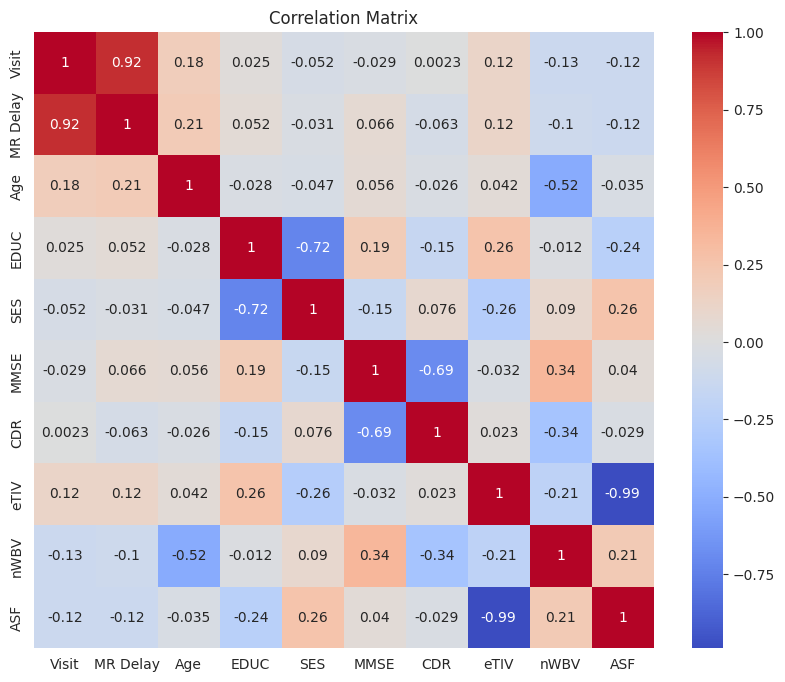 Correlation Matrix
Visit 1 0.92 0.18 0.025 -0.052 -0.029 0.0023 0.12 -0.13 -0.12
MR Delay 0.92 1 0.21 0.052 -0.031 0.066 -0.063 0.12 -0.1 -0.12
Age 0.18 0.21 1 -0.028 -0.047 0.056 -0.026 0.042 -0.52 -0.035
EDUC 0.025 0.052 -0.028 1 -0.72 0.19 -0.15 0.26 -0.012 -0.24
SES -0.052 -0.031 -0.047 -0.72 1 -0.15 0.076 -0.26 0.09 0.26
MMSE -0.029 0.066 0.056 0.19 -0.15 1 -0.69 -0.032 0.34 0.04
CDR 0.0023 -0.063 -0.026 -0.15 0.076 -0.69 1 0.023 -0.34 -0.029
eTIV 0.12 0.12 0.042 0.26 -0.26 -0.032 0.023 1 -0.21 -0.99
nWBV -0.13 -0.1 -0.52 -0.012 0.09 0.34 -0.34 -0.21 1 0.21
ASF -0.12 -0.12 -0.035 -0.24 0.26 0.04 -0.029 -0.99 0.21 1
Visit MR Delay Age EDUC SES MMSE CDR eTIV nWBV ASF
1.00
0.75
0.50
0.25
0.00
−0.25
−0.50
−0.75